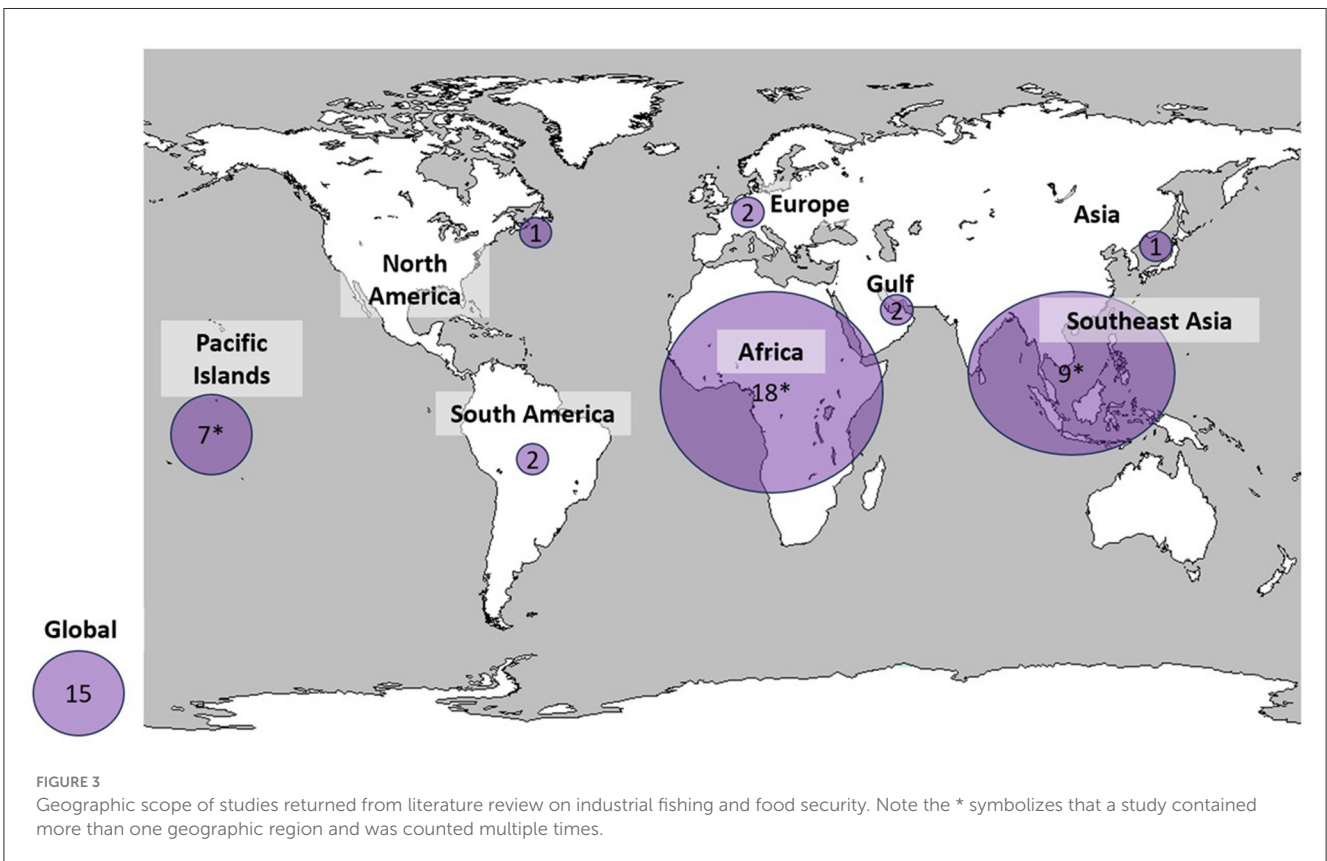 Europe
2
Asia
1
1
North
America
Gulf
2
Pacific
Islands
7*
Africa
18*
Southeast Asia
9*
South America
2
Global
15
FIGURE 3
Geographic scope of studies returned from literature review on industrial fishing and food security. Note the * symbolizes that a study contained
more than one geographic region and was counted multiple times.